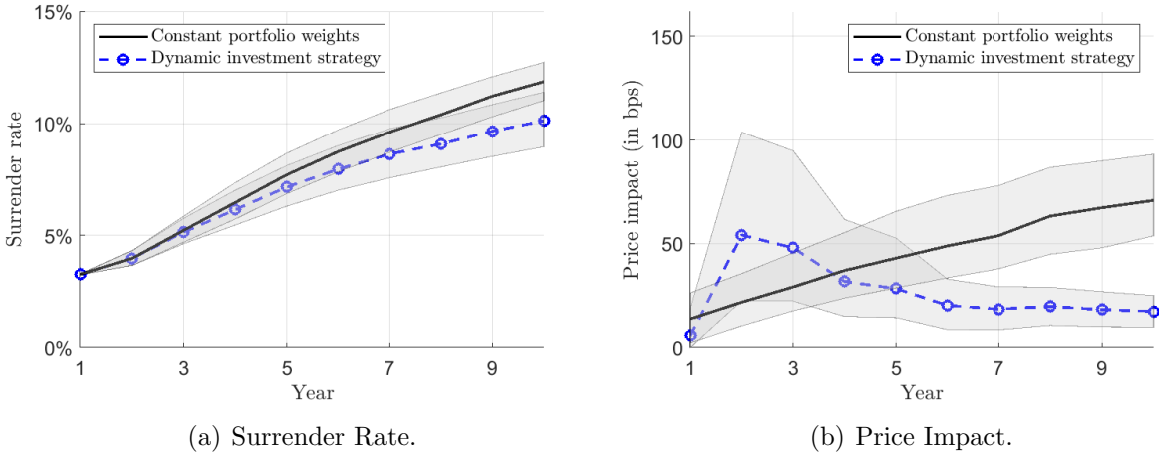 15%
10%
5%
0%
Surrender rate
Constant portfolio weights
Dynamic investment strategy
1 3 5 7 9
Year
(a) Surrender Rate.
150
100
50
0
Price impact (in bps)
Constant portfolio weights
Dynamic investment strategy
1 3 5 7 9
Year
(b) Price Impact.